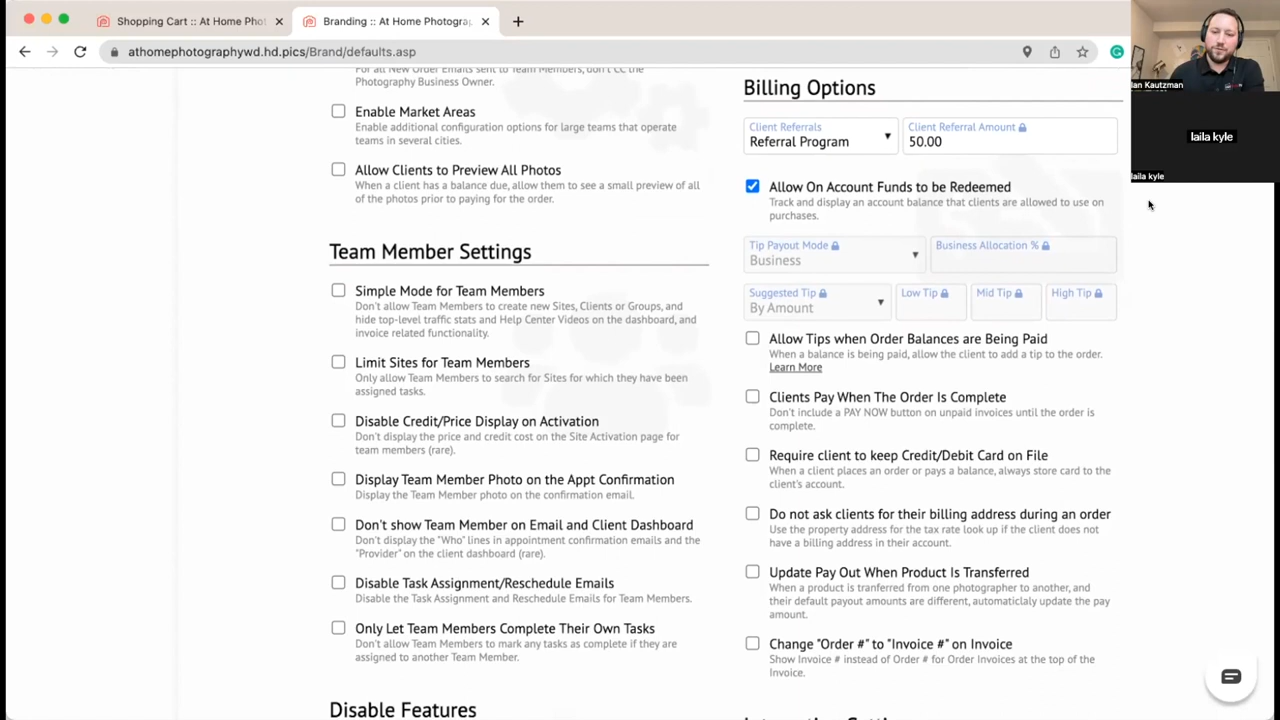 Shopping Cart :: At Home Phot
Branding :: At Home Photogra
athomephotographywd.hd.pics/Brand/defaults.asp
For all New Order Emails sent to Team Members, don't CC the
Photography Business Owner.
Enable Market Areas
Enable additional configuration options for large teams that operate
teams in several cities.
Allow Clients to Preview All Photos
When a client has a balance due, allow them to see a small preview of all
of the photos prior to paying for the order.
Team Member Settings
Simple Mode for Team Members
Don't allow Team Members to create new Sites, Clients or Groups, and
hide top-level traffic stats and Help Center Videos on the dashboard, and
invoice related functionality.
Limit Sites for Team Members
Only allow Team Members to search for Sites for which they have been
assigned tasks.
Disable Credit/Price Display on Activation
Don't display the price and credit cost on the Site Activation page for
team members (rare).
Display Team Member Photo on the Appt Confirmation
Display the Team Member photo on the confirmation email.
Don't show Team Member on Email and Client Dashboard
Don't display the "Who" lines in appointment confirmation emails and the
"Provider" on the client dashboard (rare).
Disable Task Assignment/Reschedule Emails
Disable the Task Assignment and Reschedule Emails for Team Members.
Only Let Team Members Complete Their Own Tasks
Don't allow Team Members to mark any tasks as complete if they are
assigned to another Team Member.
Disable Features
Billing Options
Client Referrals
Referral Program
Client Referral Amount
50.00
Allow On Account Funds to be Redeemed
Track and display an account balance that clients are allowed to use on
purchases.
Tip Payout Mode
Business
Business Allocation %
Suggested Tip
By Amount
Low Tip
Mid Tip
High Tip
Allow Tips when Order Balances are Being Paid
When a balance is being paid, allow the client to add a tip to the order.
Learn More
Clients Pay When The Order Is Complete
Don't include a PAY NOW button on unpaid invoices until the order is
complete.
Require client to keep Credit/Debit Card on File
When a client places an order or pays a balance, always store card to the
client's account.
Do not ask clients for their billing address during an order
Use the property address for the tax rate look up if the client does not
have a billing address in their account.
Update Pay Out When Product Is Transferred
When a product is tranferred from one photographer to another, and
their default payout amounts are different, automaticlaly update the pay
amount.
Change "Order #" to "Invoice #" on Invoice
Show Invoice # instead of Order # for Order Invoices at the top of the
Invoice.
ian Kautzman
laila kyle
laila kyle